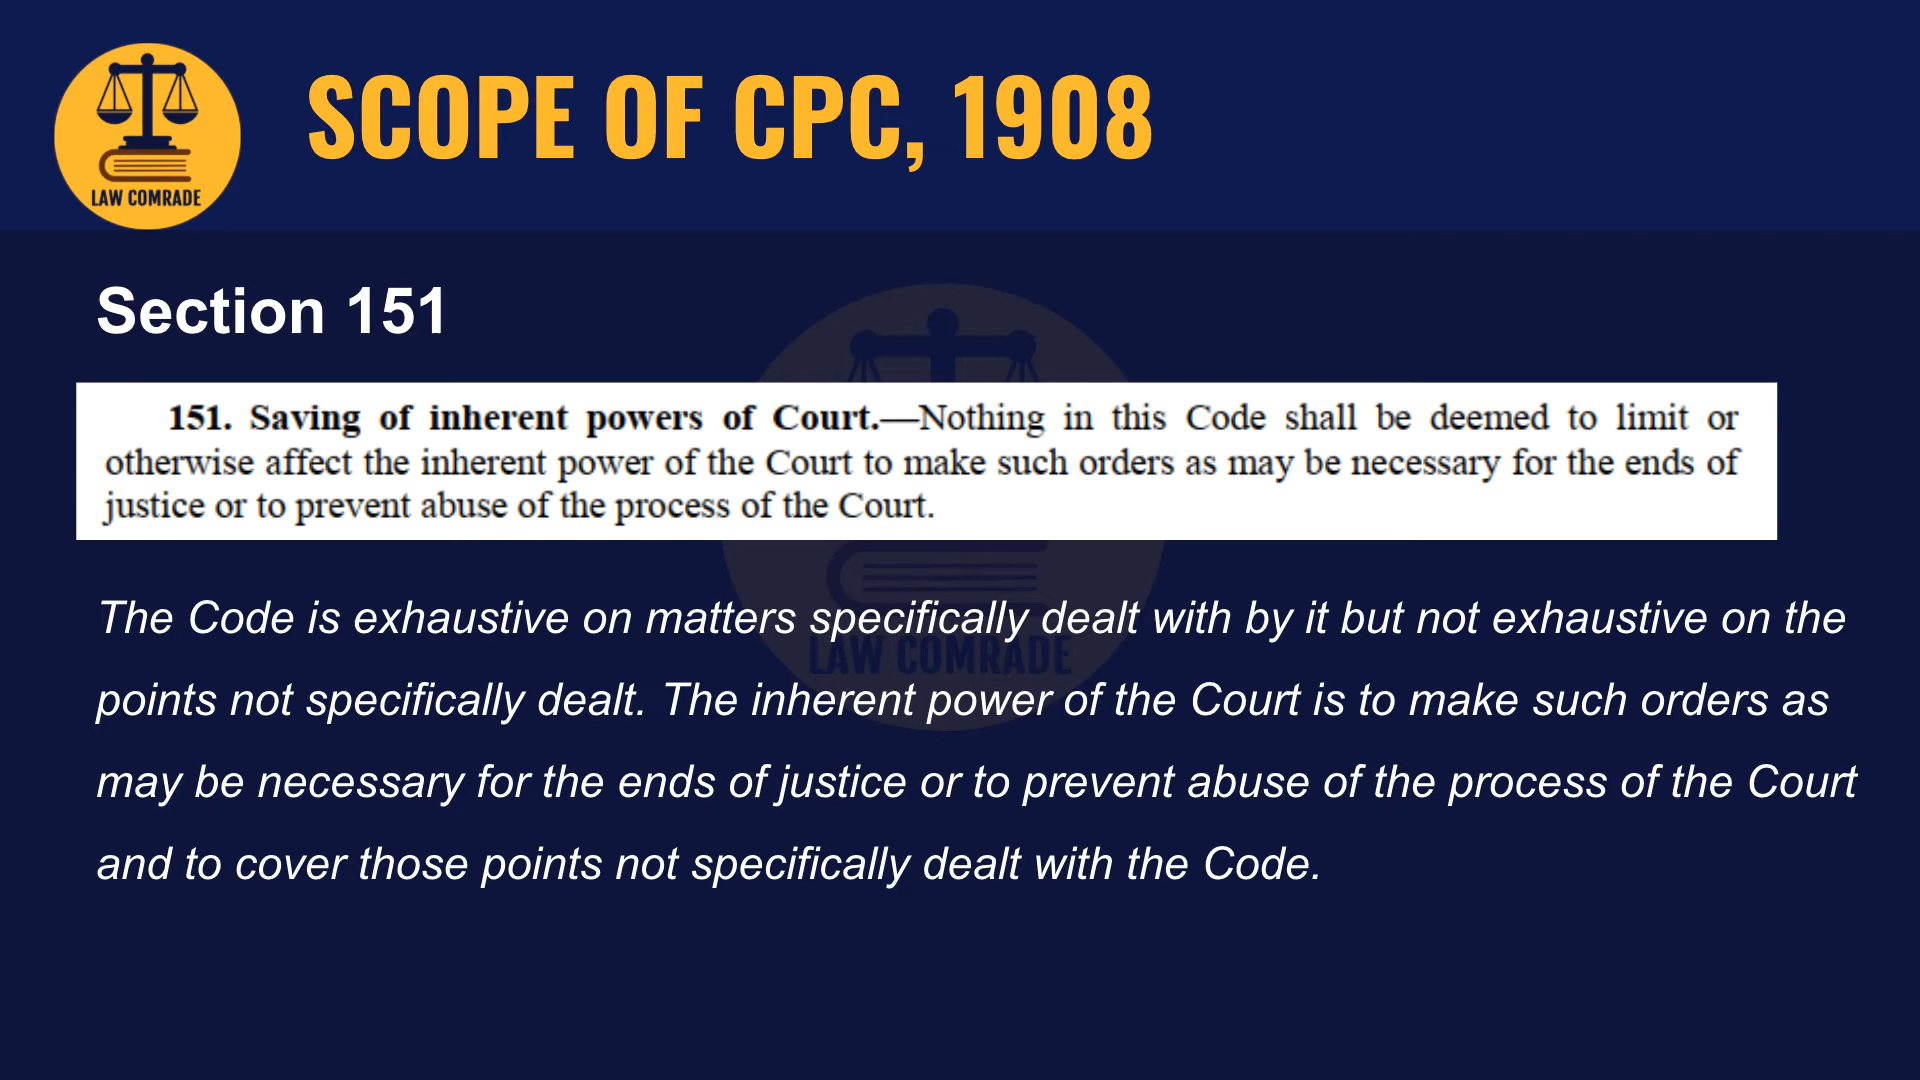 LAW COMRADE
SCOPE OF CPC, 1908
Section 151
151. Saving of inherent powers of Court.—Nothing in this Code shall be deemed to limit or
otherwise affect the inherent power of the Court to make such orders as may be necessary for the ends of
justice or to prevent abuse of the process of the Court.
The Code is exhaustive on matters specifically dealt with by it but not exhaustive on the
LAW COMRADE
points not specifically dealt. The inherent power of the Court is to make such orders as
may be necessary for the ends of justice or to prevent abuse of the process of the Court
and to cover those points not specifically dealt with the Code.